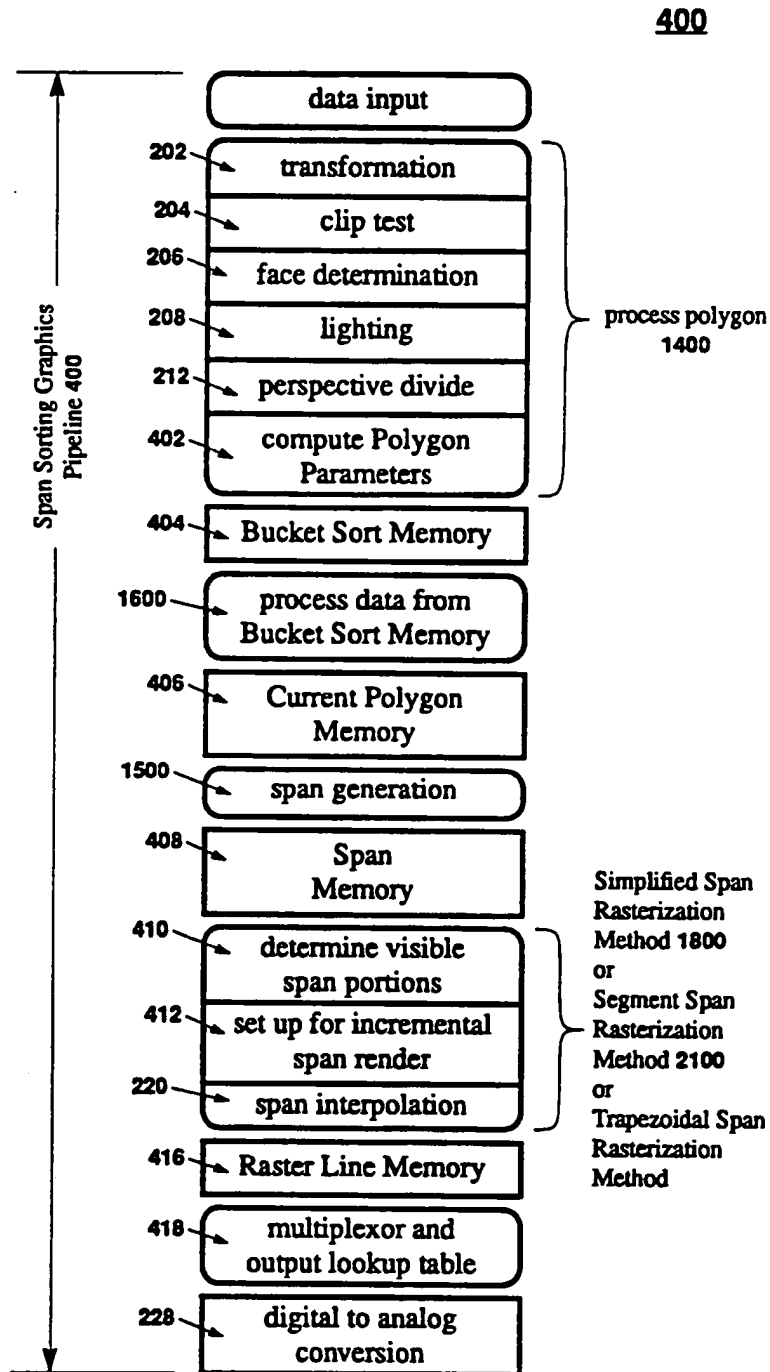 400
data input
202
transformation
204
clip test
206
face determination
208
lighting
212
perspective divide
402
compute Polygon
Parameters
process polygon
1400
Span Sorting Graphics
Pipeline 400
404
Bucket Sort Memory
1600
process data from
Bucket Sort Memory
406
Current Polygon
Memory
1500
span generation
408
Span
Memory
410
determine visible
span portions
412
set up for incremental
span render
220
span interpolation
Simplified Span
Rasterization
Method 1800
or
Segment Span
Rasterization
Method 2100
or
Trapezoidal Span
Rasterization
Method
416
Raster Line Memory
418
multiplexor and
output lookup table
228
digital to analog
conversion